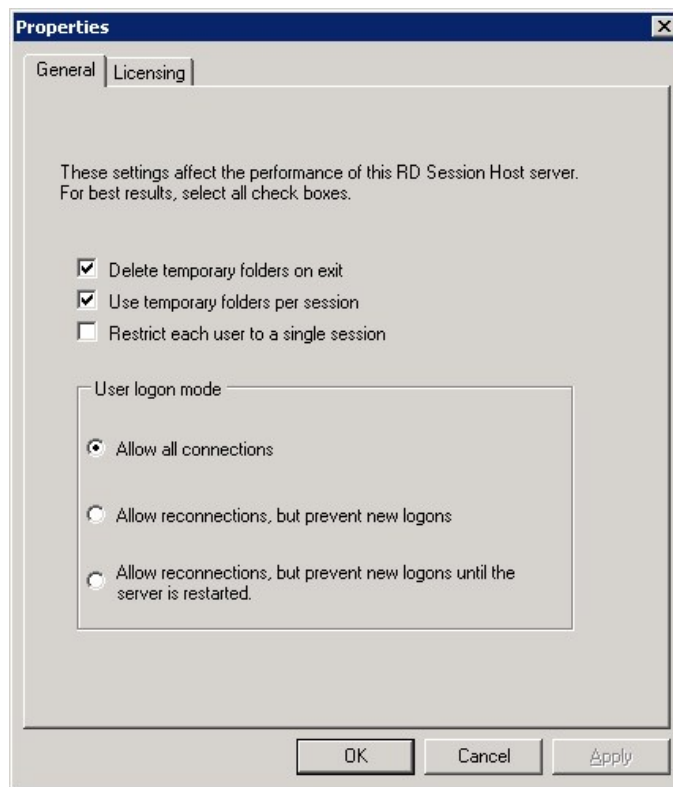 Properties
General
Licensing
These settings affect the performance of this RD Session Host server.
For best results, select all check boxes.
Delete temporary folders on exit
Use temporary folders per session
Restrict each user to a single session
User logon mode
Allow all connections
Allow reconnections, but prevent new logons
Allow reconnections, but prevent new logons until the
server is restarted.
OK
Cancel
Apply